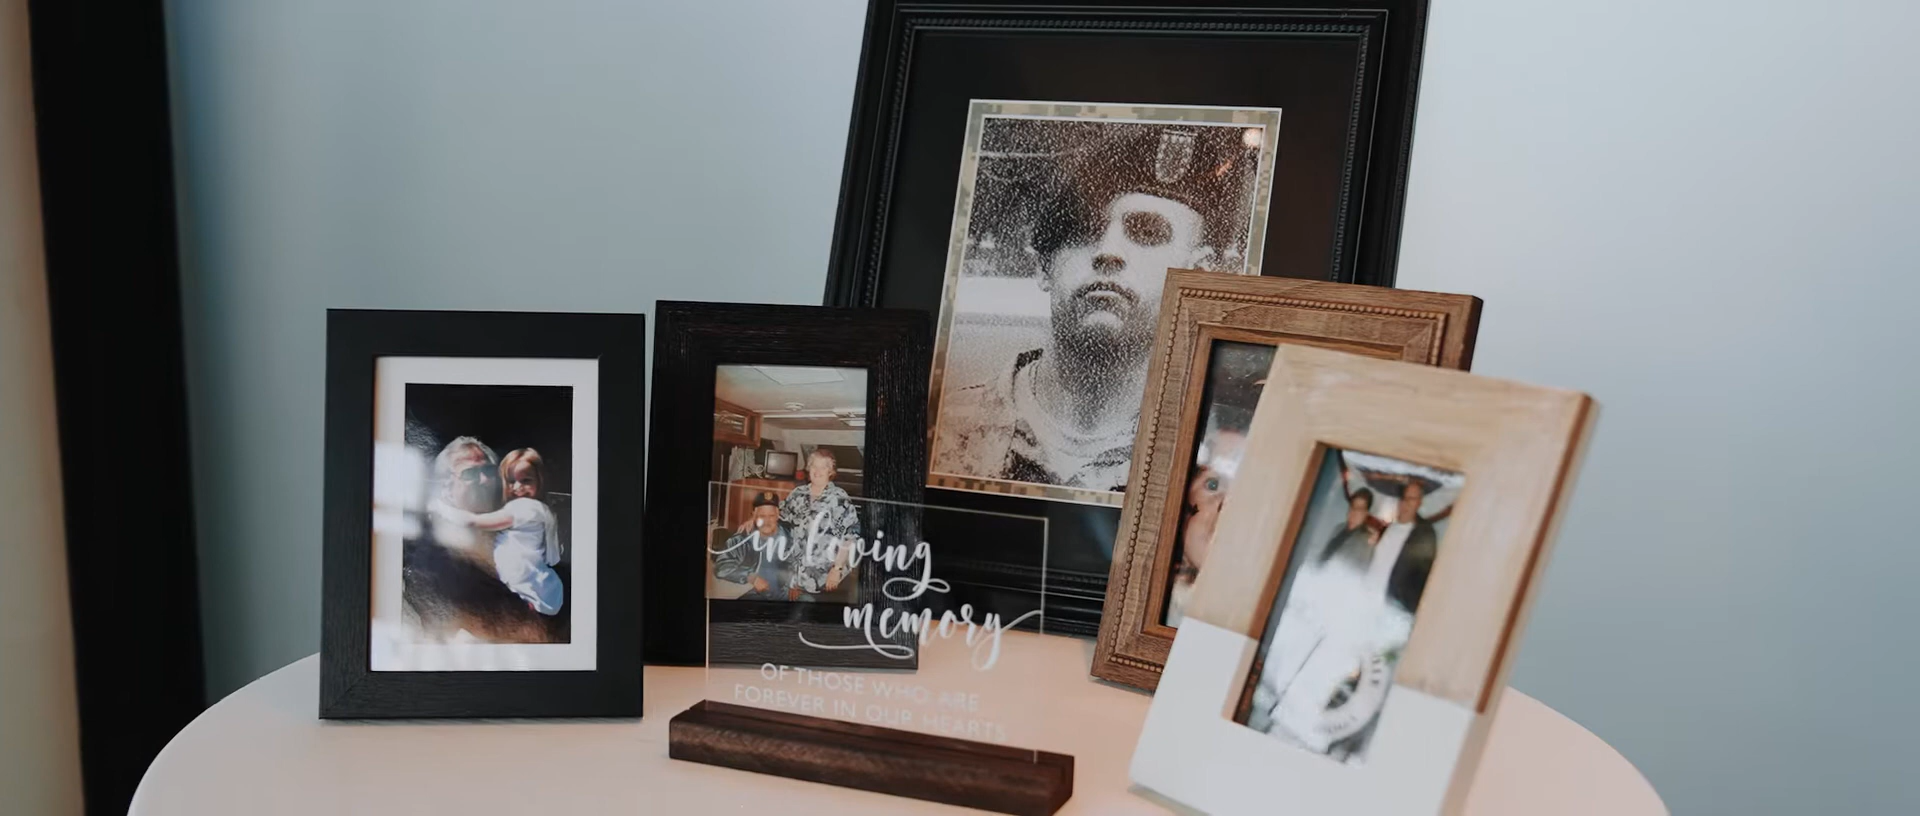 in loving
memory
OF THOSE WHO ARE
FOREVER IN OUR HEARTS